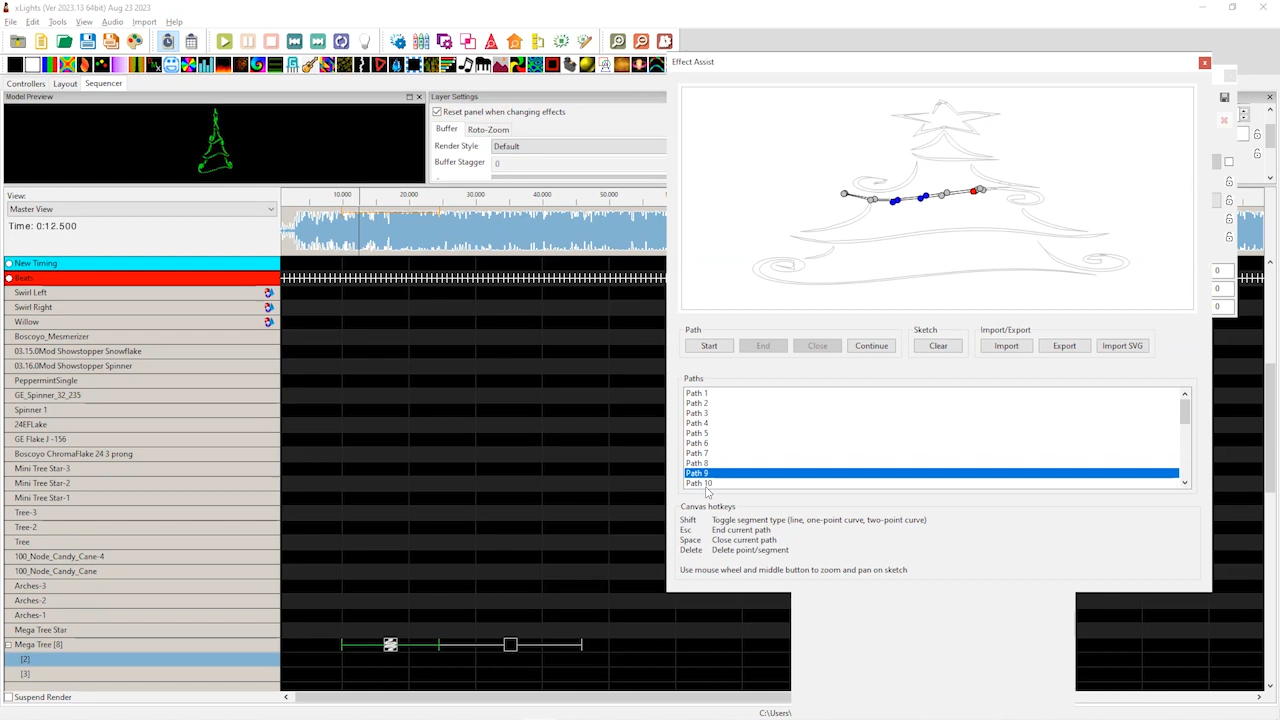 xLights (Ver 2023.13 64bit) Aug 23 2023
File Edit Tools View Audio Import Help
Controllers Layout Sequencer
Model Preview
Layer Settings
Reset panel when changing effects
Buffer Roto-Zoom
Render Style Default
Buffer Stagger 0
View:
Master View
Time: 0:12.500
10.000 20.000 30.000 40.000 50.000
New Timing
Beats
Swirl Left
Swirl Right
Willow
Boscoyo_Mesmerizer
03.15.0Mod Showstopper Snowflake
03.16.0Mod Showstopper Spinner
PeppermintSingle
GE_Spinner_32_235
Spinner 1
24EFLake
GE Flake J -156
Boscoyo ChromaFlake 24 3 prong
Mini Tree Star-3
Mini Tree Star-2
Mini Tree Star-1
Tree-3
Tree-2
Tree
100_Node_Candy_Cane-4
100_Node_Candy_Cane
Arches-3
Arches-2
Arches-1
Mega Tree Star
Mega Tree [8]
[2]
[3]
Suspend Render
Effect Assist
Path
Start End Close Continue
Sketch
Clear
Import/Export
Import Export Import SVG
Paths
Path 1
Path 2
Path 3
Path 4
Path 5
Path 6
Path 7
Path 8
Path 9
Path 10
Canvas hotkeys
Shift Toggle segment type (line, one-point curve, two-point curve)
Esc End current path
Space Close current path
Delete Delete point/segment
Use mouse wheel and middle button to zoom and pan on sketch
0
0
0
C:\Users\